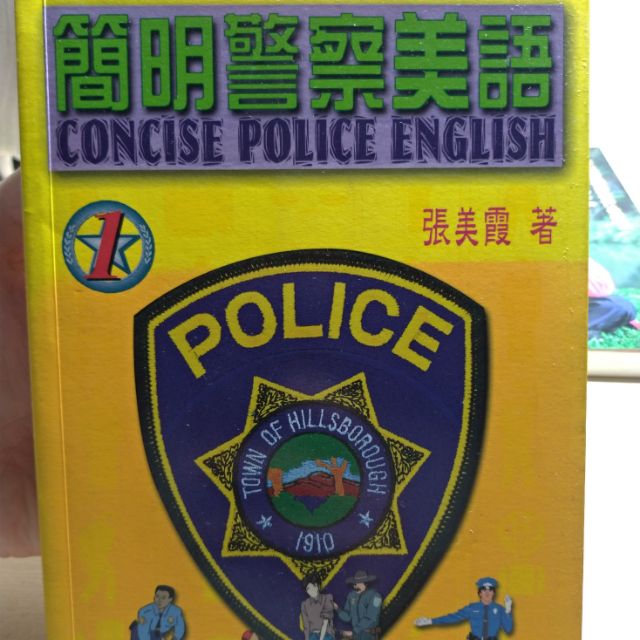 簡明警察美語
CONCISE POLICE ENGLISH
1
張美霞 著
POLICE
TOWN OF HILLSBOROUGH
1910